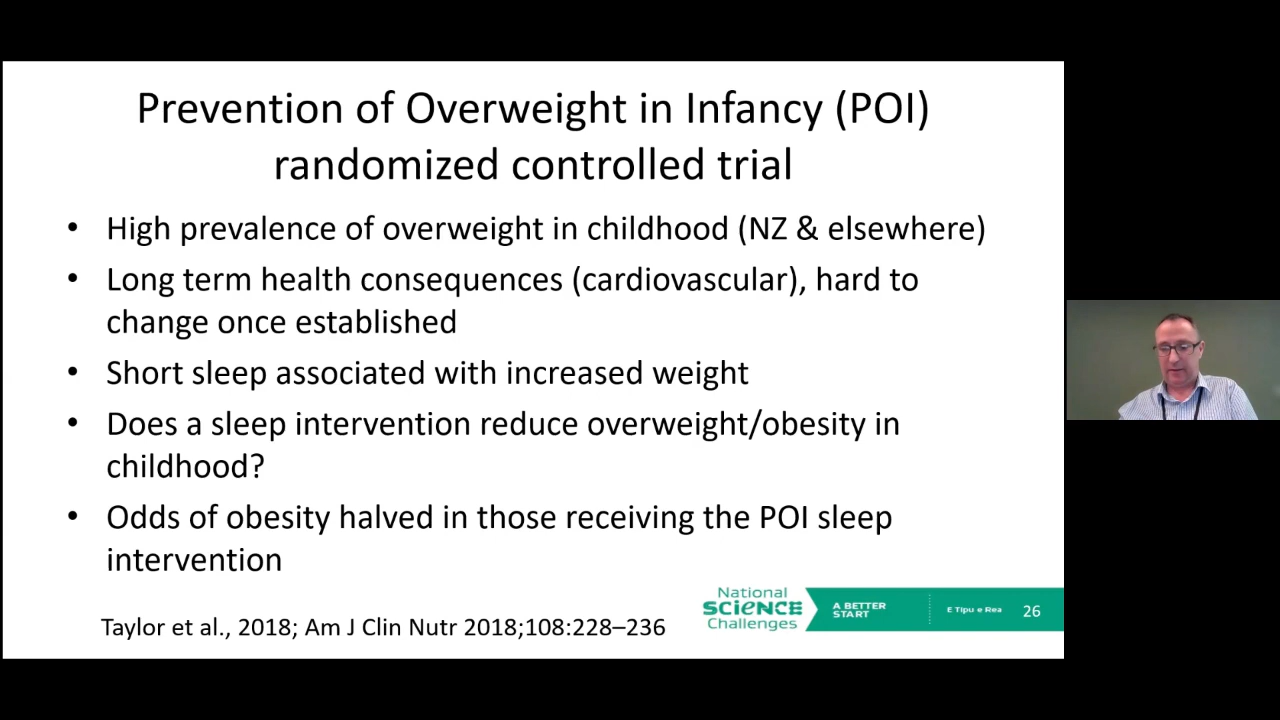 Prevention of Overweight in Infancy (POI)
randomized controlled trial
• High prevalence of overweight in childhood (NZ & elsewhere)
• Long term health consequences (cardiovascular), hard to
change once established
• Short sleep associated with increased weight
• Does a sleep intervention reduce overweight/obesity in
childhood?
• Odds of obesity halved in those receiving the POI sleep
intervention
Taylor et al., 2018; Am J Clin Nutr 2018;108:228–236
National
SCIENCE
Challenges
A BETTER
START
E Tipu e Rea
26